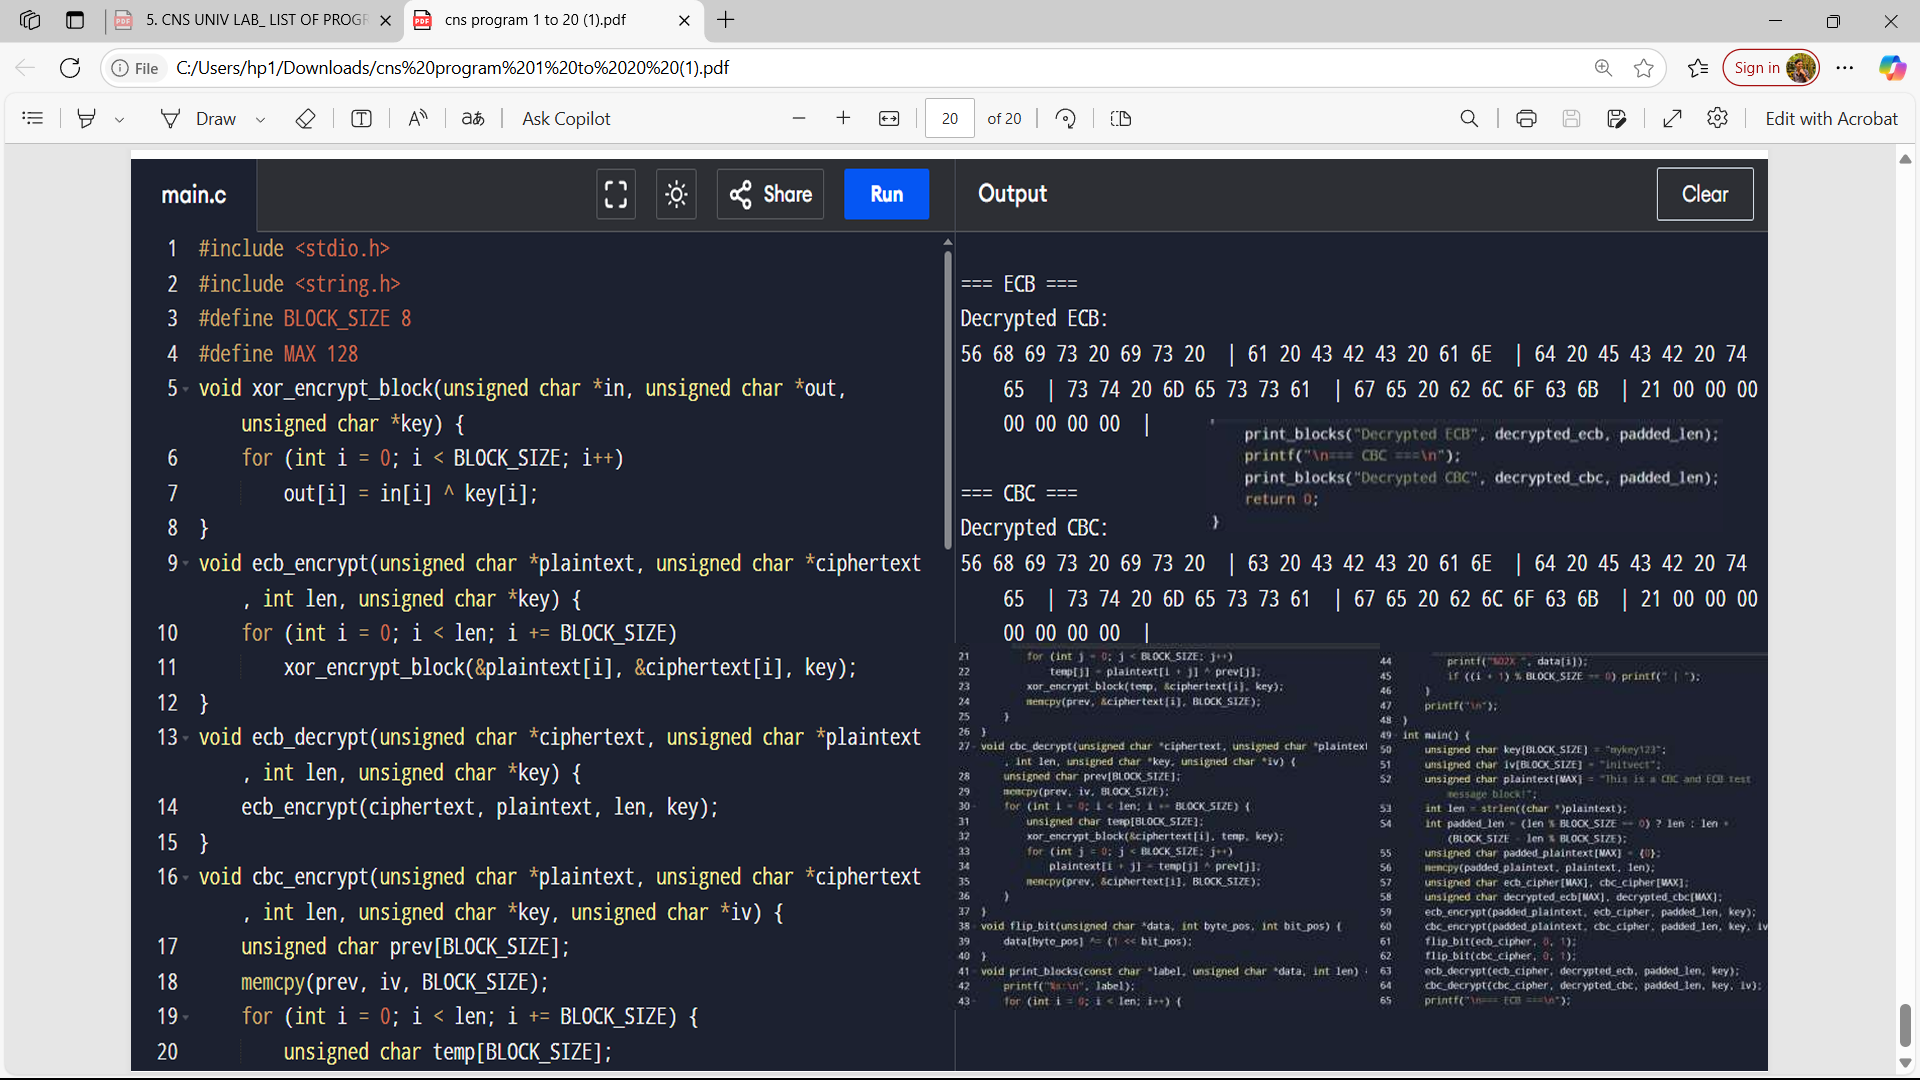 5. CNS UNIV LAB_ LIST OF PROGR
cns program 1 to 20 (1).pdf
File
C:/Users/hp1/Downloads/cns%20program%201%20to%2020%20(1).pdf
Sign in
Draw
Ask Copilot
20 of 20
Edit with Acrobat
main.c
Share
Run
Output
Clear
1 #include <stdio.h>
2 #include <string.h>
3 #define BLOCK_SIZE 8
4 #define MAX 128
5 void xor_encrypt_block(unsigned char *in, unsigned char *out,
unsigned char *key) {
6 for (int i = 0; i < BLOCK_SIZE; i++)
7 out[i] = in[i] ^ key[i];
8 }
9 void ecb_encrypt(unsigned char *plaintext, unsigned char *ciphertext
, int len, unsigned char *key) {
10 for (int i = 0; i < len; i += BLOCK_SIZE)
11 xor_encrypt_block(&plaintext[i], &ciphertext[i], key);
12 }
13 void ecb_decrypt(unsigned char *ciphertext, unsigned char *plaintext
, int len, unsigned char *key) {
14 ecb_encrypt(ciphertext, plaintext, len, key);
15 }
16 void cbc_encrypt(unsigned char *plaintext, unsigned char *ciphertext
, int len, unsigned char *key, unsigned char *iv) {
17 unsigned char prev[BLOCK_SIZE];
18 memcpy(prev, iv, BLOCK_SIZE);
19 for (int i = 0; i < len; i += BLOCK_SIZE) {
20 unsigned char temp[BLOCK_SIZE];
=== ECB ===
Decrypted ECB:
56 68 69 73 20 69 73 20 | 61 20 43 42 43 20 61 6E | 64 20 45 43 42 20 74
65 | 73 74 20 6D 65 73 73 61 | 67 65 20 62 6C 6F 63 6B | 21 00 00 00
00 00 00 00 |
=== CBC ===
Decrypted CBC:
56 68 69 73 20 69 73 20 | 63 20 43 42 43 20 61 6E | 64 20 45 43 42 20 74
65 | 73 74 20 6D 65 73 73 61 | 67 65 20 62 6C 6F 63 6B | 21 00 00 00
00 00 00 00 |
print_blocks("Decrypted ECB", decrypted_ecb, padded_len);
printf("\n=== CBC ===\n");
print_blocks("Decrypted CBC", decrypted_cbc, padded_len);
return 0;
}
21 for (int j = 0; j < BLOCK_SIZE; j++)
22 temp[j] = plaintext[i + j] ^ prev[j];
23 xor_encrypt_block(temp, &ciphertext[i], key);
24 memcpy(prev, &ciphertext[i], BLOCK_SIZE);
25 }
26 }
27 void cbc_decrypt(unsigned char *ciphertext, unsigned char *plaintext
, int len, unsigned char *key, unsigned char *iv) {
28 unsigned char prev[BLOCK_SIZE];
29 memcpy(prev, iv, BLOCK_SIZE);
30 for (int i = 0; i < len; i += BLOCK_SIZE) {
31 unsigned char temp[BLOCK_SIZE];
32 xor_encrypt_block(&ciphertext[i], temp, key);
33 for (int j = 0; j < BLOCK_SIZE; j++)
34 plaintext[i + j] = temp[j] ^ prev[j];
35 memcpy(prev, &ciphertext[i], BLOCK_SIZE);
36 }
37 }
38 void flip_bit(unsigned char *data, int byte_pos, int bit_pos) {
39 data[byte_pos] ^= (1 << bit_pos);
40 }
41 void print_blocks(const char *label, unsigned char *data, int len)
42 printf("%s:\n", label);
43 for (int i = 0; i < len; i++) {
44 printf("%02X ", data[i]);
45 if ((i + 1) % BLOCK_SIZE == 0) printf(" | ");
46 }
47 printf("\n");
48 }
49 int main() {
50 unsigned char key[BLOCK_SIZE] = "mykey123";
51 unsigned char iv[BLOCK_SIZE] = "initvect";
52 unsigned char plaintext[MAX] = "This is a CBC and ECB test
message block!";
53 int len = strlen((char *)plaintext);
54 int padded_len = (len % BLOCK_SIZE == 0) ? len : len +
(BLOCK_SIZE - len % BLOCK_SIZE);
55 unsigned char padded_plaintext[MAX] = {0};
56 memcpy(padded_plaintext, plaintext, len);
57 unsigned char ecb_cipher[MAX], cbc_cipher[MAX];
58 unsigned char decrypted_ecb[MAX], decrypted_cbc[MAX];
59 ecb_encrypt(padded_plaintext, ecb_cipher, padded_len, key);
60 cbc_encrypt(padded_plaintext, cbc_cipher, padded_len, key, iv
61 flip_bit(ecb_cipher, 0, 1);
62 flip_bit(cbc_cipher, 0, 1);
63 ecb_decrypt(ecb_cipher, decrypted_ecb, padded_len, key);
64 cbc_decrypt(cbc_cipher, decrypted_cbc, padded_len, key, iv);
65 printf("\n=== ECB ===\n");